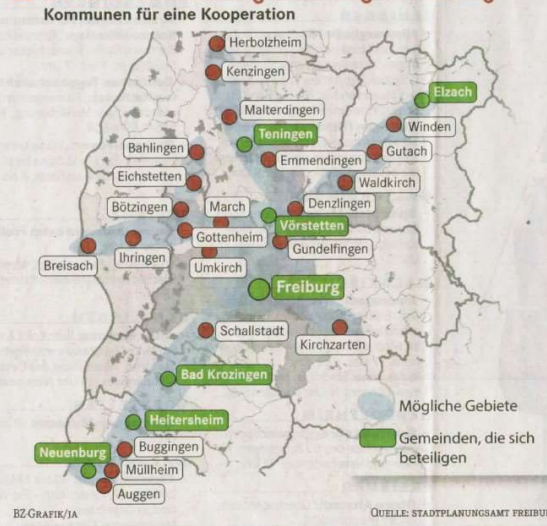 Kommunen für eine Kooperation
Herbolzheim
Kenzingen
Elzach
Malterdingen
Winden
Teningen
Bahlingen
Gutach
Emmendingen
Eichstetten
Waldkirch
Bötzingen
March
Denzlingen
Vörstetten
Gottenheim
Gundelfingen
Breisach
Ihringen
Umkirch
Freiburg
Schallstadt
Kirchzarten
Bad Krozingen
Mögliche Gebiete
Heitersheim
Gemeinden, die sich
beteiligen
Neuenburg
Buggingen
Müllheim
Auggen
BZ-GRAFIK/JA
QUELLE: STADTPLANUNGSAMT